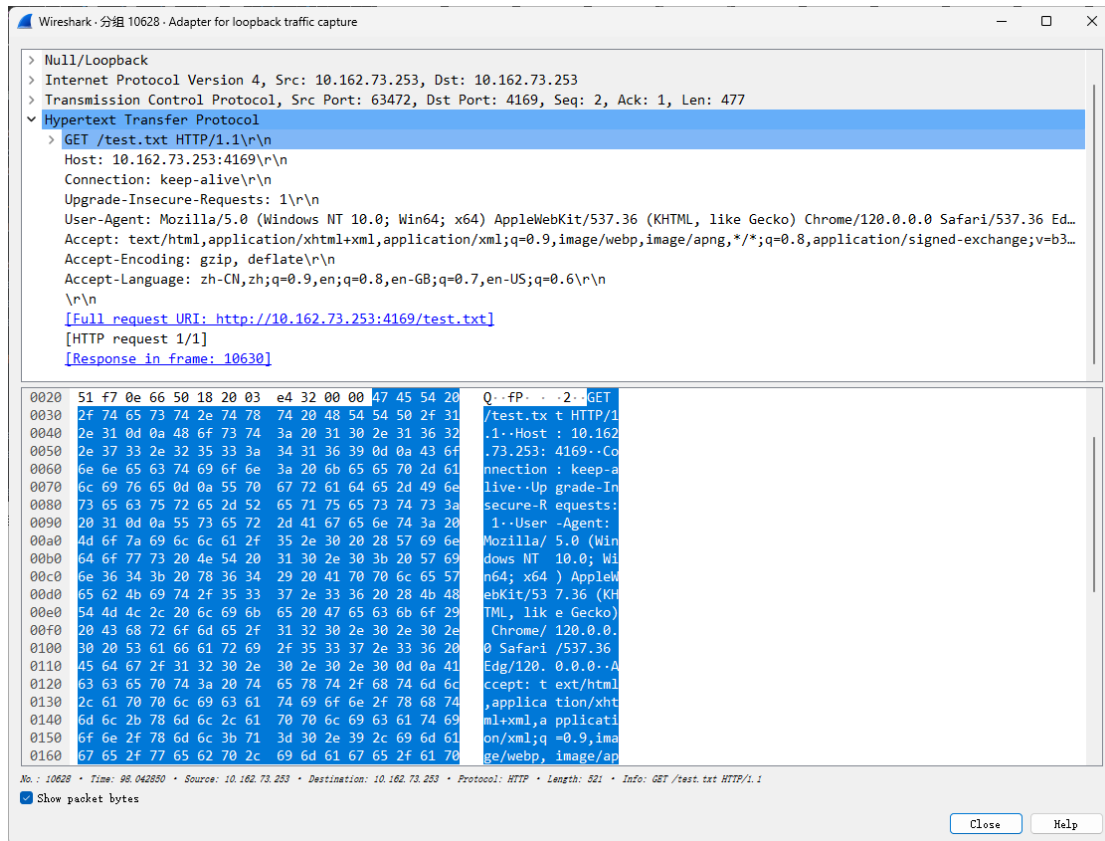 Wireshark · 分组 10628 · Adapter for loopback traffic capture
Null/Loopback
Internet Protocol Version 4, Src: 10.162.73.253, Dst: 10.162.73.253
Transmission Control Protocol, Src Port: 63472, Dst Port: 4169, Seq: 2, Ack: 1, Len: 477
Hypertext Transfer Protocol
GET /test.txt HTTP/1.1\r\n
Host: 10.162.73.253:4169\r\n
Connection: keep-alive\r\n
Upgrade-Insecure-Requests: 1\r\n
User-Agent: Mozilla/5.0 (Windows NT 10.0; Win64; x64) AppleWebKit/537.36 (KHTML, like Gecko) Chrome/120.0.0.0 Safari/537.36 Ed…
Accept: text/html,application/xhtml+xml,application/xml;q=0.9,image/webp,image/apng,*/*;q=0.8,application/signed-exchange;v=b3…
Accept-Encoding: gzip, deflate\r\n
Accept-Language: zh-CN,zh;q=0.9,en;q=0.8,en-GB;q=0.7,en-US;q=0.6\r\n
\r\n
[Full request URI: http://10.162.73.253:4169/test.txt]
[HTTP request 1/1]
[Response in frame: 10630]
0020 51 f7 0e 66 50 18 20 03 e4 32 00 00 47 45 54 20 Q··fP· · ·2··GET
0030 2f 74 65 73 74 2e 74 78 74 20 48 54 54 50 2f 31 /test.tx t HTTP/1
0040 2e 31 0d 0a 48 6f 73 74 3a 20 31 30 2e 31 36 32 .1··Host : 10.162
0050 2e 37 33 2e 32 35 33 3a 34 31 36 39 0d 0a 43 6f .73.253: 4169··Co
0060 6e 6e 65 63 74 69 6f 6e 3a 20 6b 65 65 70 2d 61 nnection : keep-a
0070 6c 69 76 65 0d 0a 55 70 67 72 61 64 65 2d 49 6e live··Up grade-In
0080 73 65 63 75 72 65 2d 52 65 71 75 65 73 74 73 3a secure-R equests:
0090 20 31 0d 0a 55 73 65 72 2d 41 67 65 6e 74 3a 20 1··User -Agent:
00a0 4d 6f 7a 69 6c 6c 61 2f 35 2e 30 20 28 57 69 6e Mozilla/ 5.0 (Win
00b0 64 6f 77 73 20 4e 54 20 31 30 2e 30 3b 20 57 69 dows NT 10.0; Wi
00c0 6e 36 34 3b 20 78 36 34 29 20 41 70 70 6c 65 57 n64; x64 ) AppleW
00d0 65 62 4b 69 74 2f 35 33 37 2e 33 36 20 28 4b 48 ebKit/53 7.36 (KH
00e0 54 4d 4c 2c 20 6c 69 6b 65 20 47 65 63 6b 6f 29 TML, lik e Gecko)
00f0 20 43 68 72 6f 6d 65 2f 31 32 30 2e 30 2e 30 2e Chrome/ 120.0.0.
0100 30 20 53 61 66 61 72 69 2f 35 33 37 2e 33 36 20 0 Safari /537.36
0110 45 64 67 2f 31 32 30 2e 30 2e 30 2e 30 0d 0a 41 Edg/120. 0.0.0··A
0120 63 63 65 70 74 3a 20 74 65 78 74 2f 68 74 6d 6c ccept: t ext/html
0130 2c 61 70 70 6c 69 63 61 74 69 6f 6e 2f 78 68 74 ,applica tion/xht
0140 6d 6c 2b 78 6d 6c 2c 61 70 70 6c 69 63 61 74 69 ml+xml,a pplicati
0150 6f 6e 2f 78 6d 6c 3b 71 3d 30 2e 39 2c 69 6d 61 on/xml;q =0.9,ima
0160 67 65 2f 77 65 62 70 2c 69 6d 61 67 65 2f 61 70 ge/webp, image/ap
No.: 10628 · Time: 98.042850 · Source: 10.162.73.253 · Destination: 10.162.73.253 · Protocol: HTTP · Length: 521 · Info: GET /test.txt HTTP/1.1
Show packet bytes
Close Help